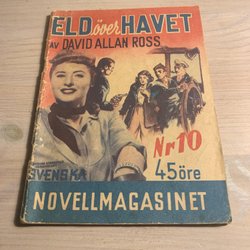 ELD över HAVET
AV DAVID ALLAN ROSS
Nr 10
SVENSKA
45 öre
NOVELLMAGASINET